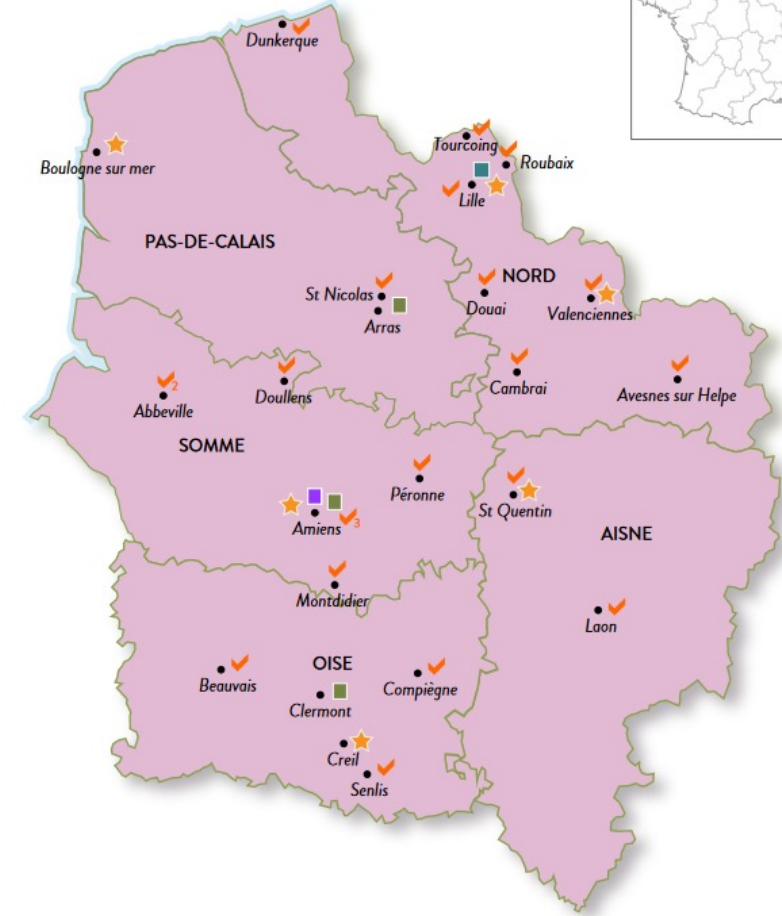 Dunkerque
Tourcoing
Roubaix
Boulogne sur mer
Lille
PAS-DE-CALAIS
NORD
St Nicolas
Douai
Valenciennes
Arras
2
Abbeville
Doullens
Cambrai
Avesnes sur Helpe
SOMME
Péronne
St Quentin
3
Amiens
AISNE
Montdidier
Laon
OISE
Beauvais
Compiègne
Clermont
Creil
Senlis